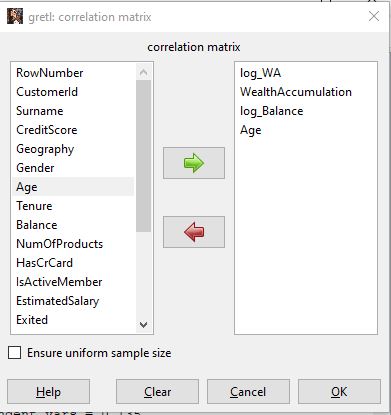 gretl: correlation matrix
correlation matrix
RowNumber
CustomerId
Surname
CreditScore
Geography
Gender
Age
Tenure
Balance
NumOfProducts
HasCrCard
IsActiveMember
EstimatedSalary
Exited
log_WA
WealthAccumulation
log_Balance
Age
Ensure uniform sample size
Help
Clear
Cancel
OK